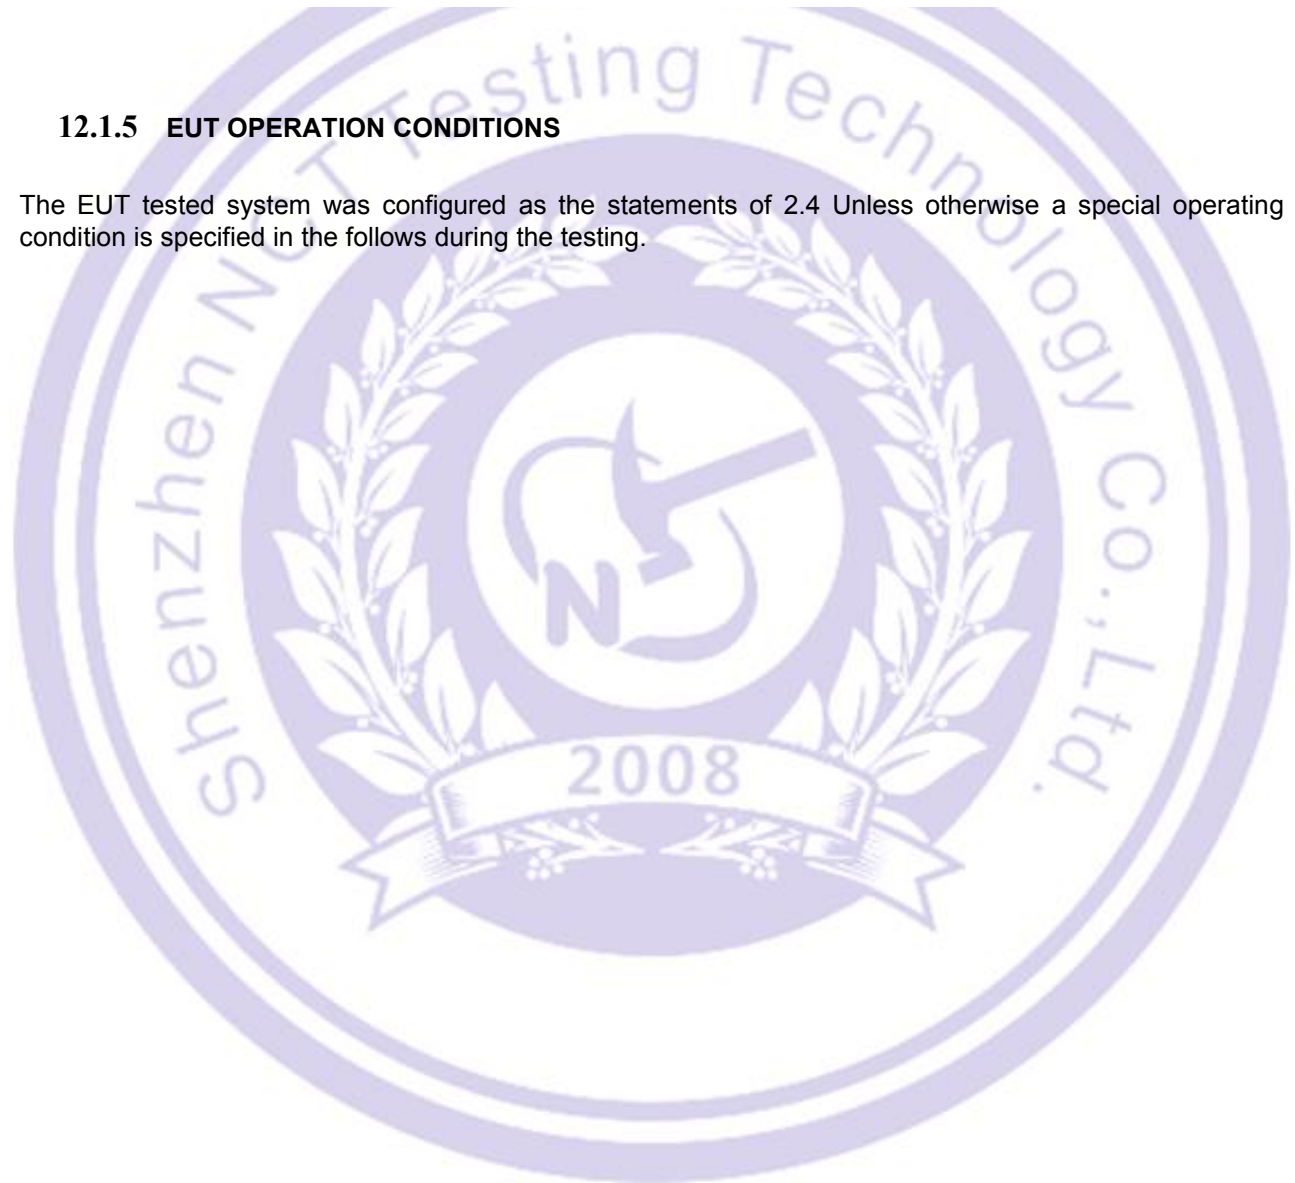 12.1.5 EUT OPERATION CONDITIONS
The EUT tested system was configured as the statements of 2.4 Unless otherwise a special operating
condition is specified in the follows during the testing.
Shenzhen NCT Testing Technology Co.,Ltd.
N
2008